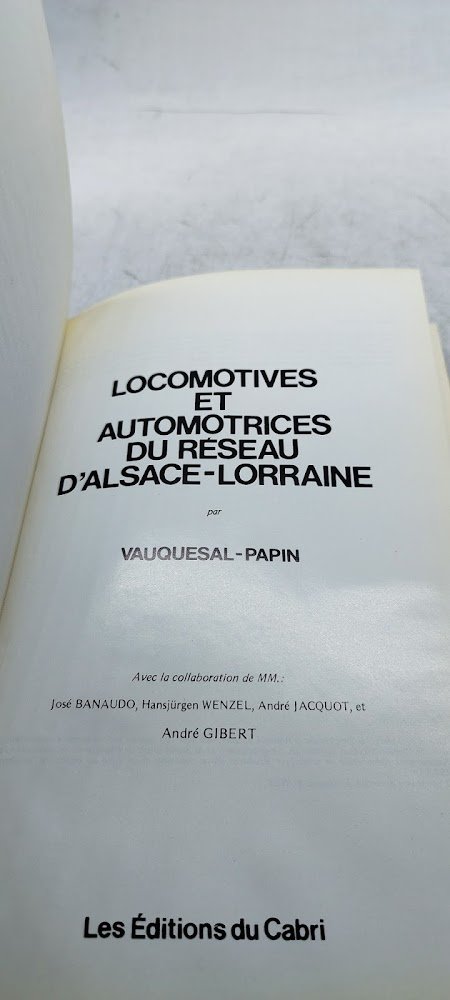 LOCOMOTIVES
ET
AUTOMOTRICES
DU RÉSEAU
D'ALSACE-LORRAINE
par
VAUQUESAL-PAPIN
Avec la collaboration de MM.:
José BANAUDO, Hansjürgen WENZEL, André JACQUOT, et
André GIBERT
Les Éditions du Cabri